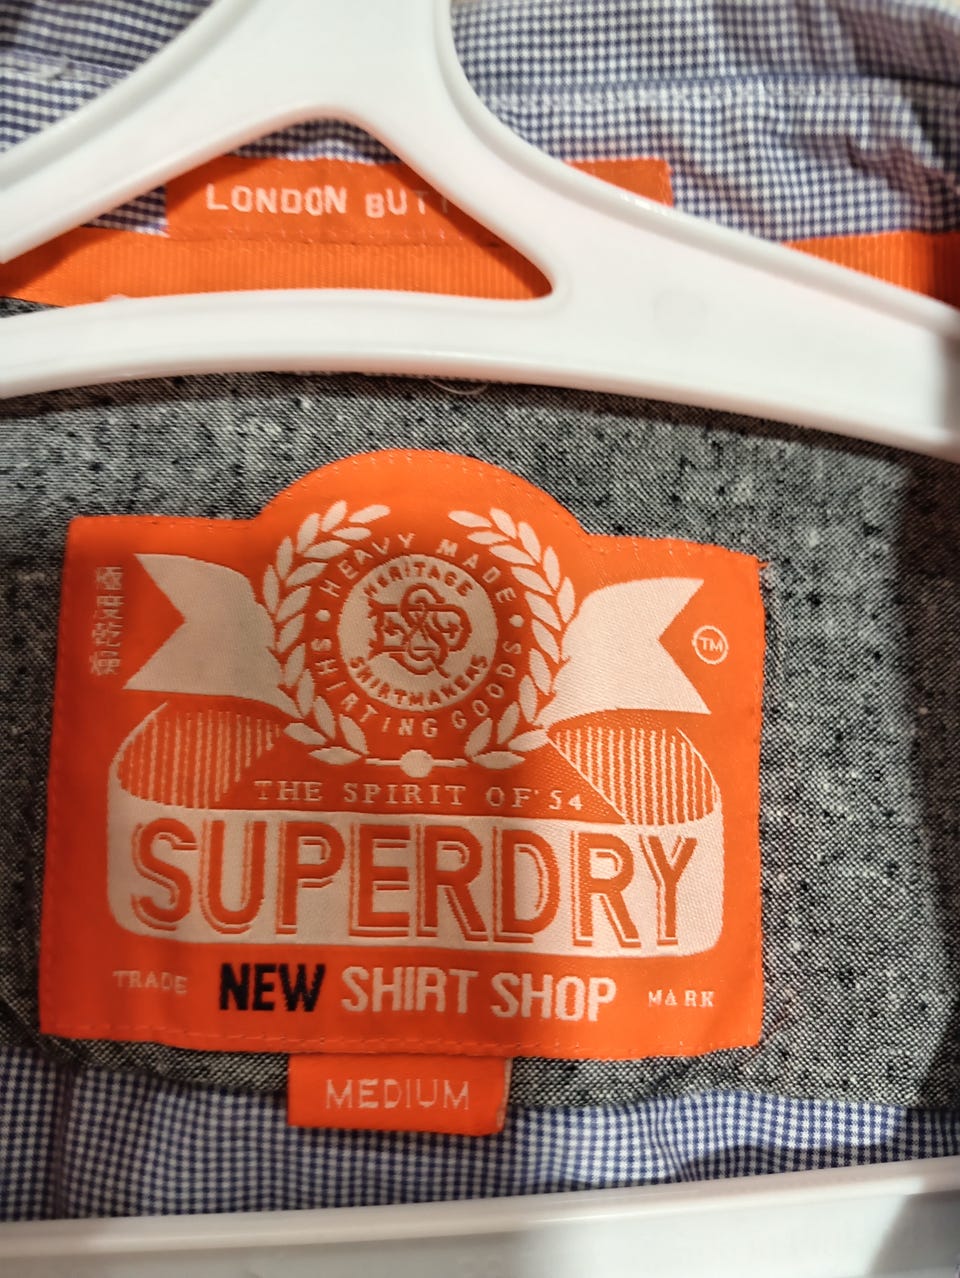 LONDON BUTT
HEAVY MADE
HERITAGE
SHIRTMAKERS
SHIRTING GOODS
TM
THE SPIRIT OF '54
SUPERDRY
TRADE NEW SHIRT SHOP MARK
MEDIUM